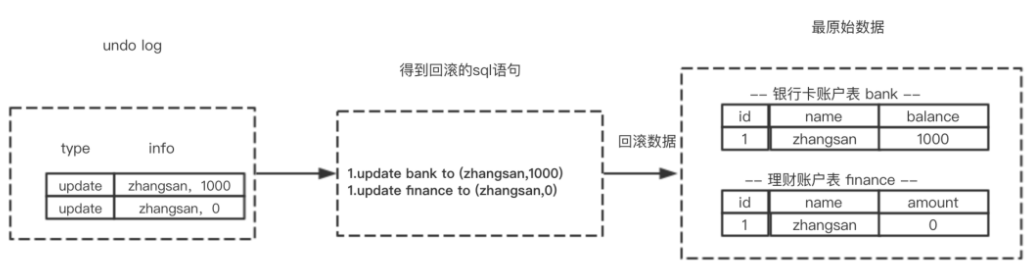 undo log
type info
update zhangsan, 1000
update zhangsan, 0
得到回滚的sql语句
1.update bank to (zhangsan,1000)
1.update finance to (zhangsan,0)
回滚数据
最原始数据
-- 银行卡账户表 bank --
id name balance
1 zhangsan 1000
-- 理财账户表 finance --
id name amount
1 zhangsan 0